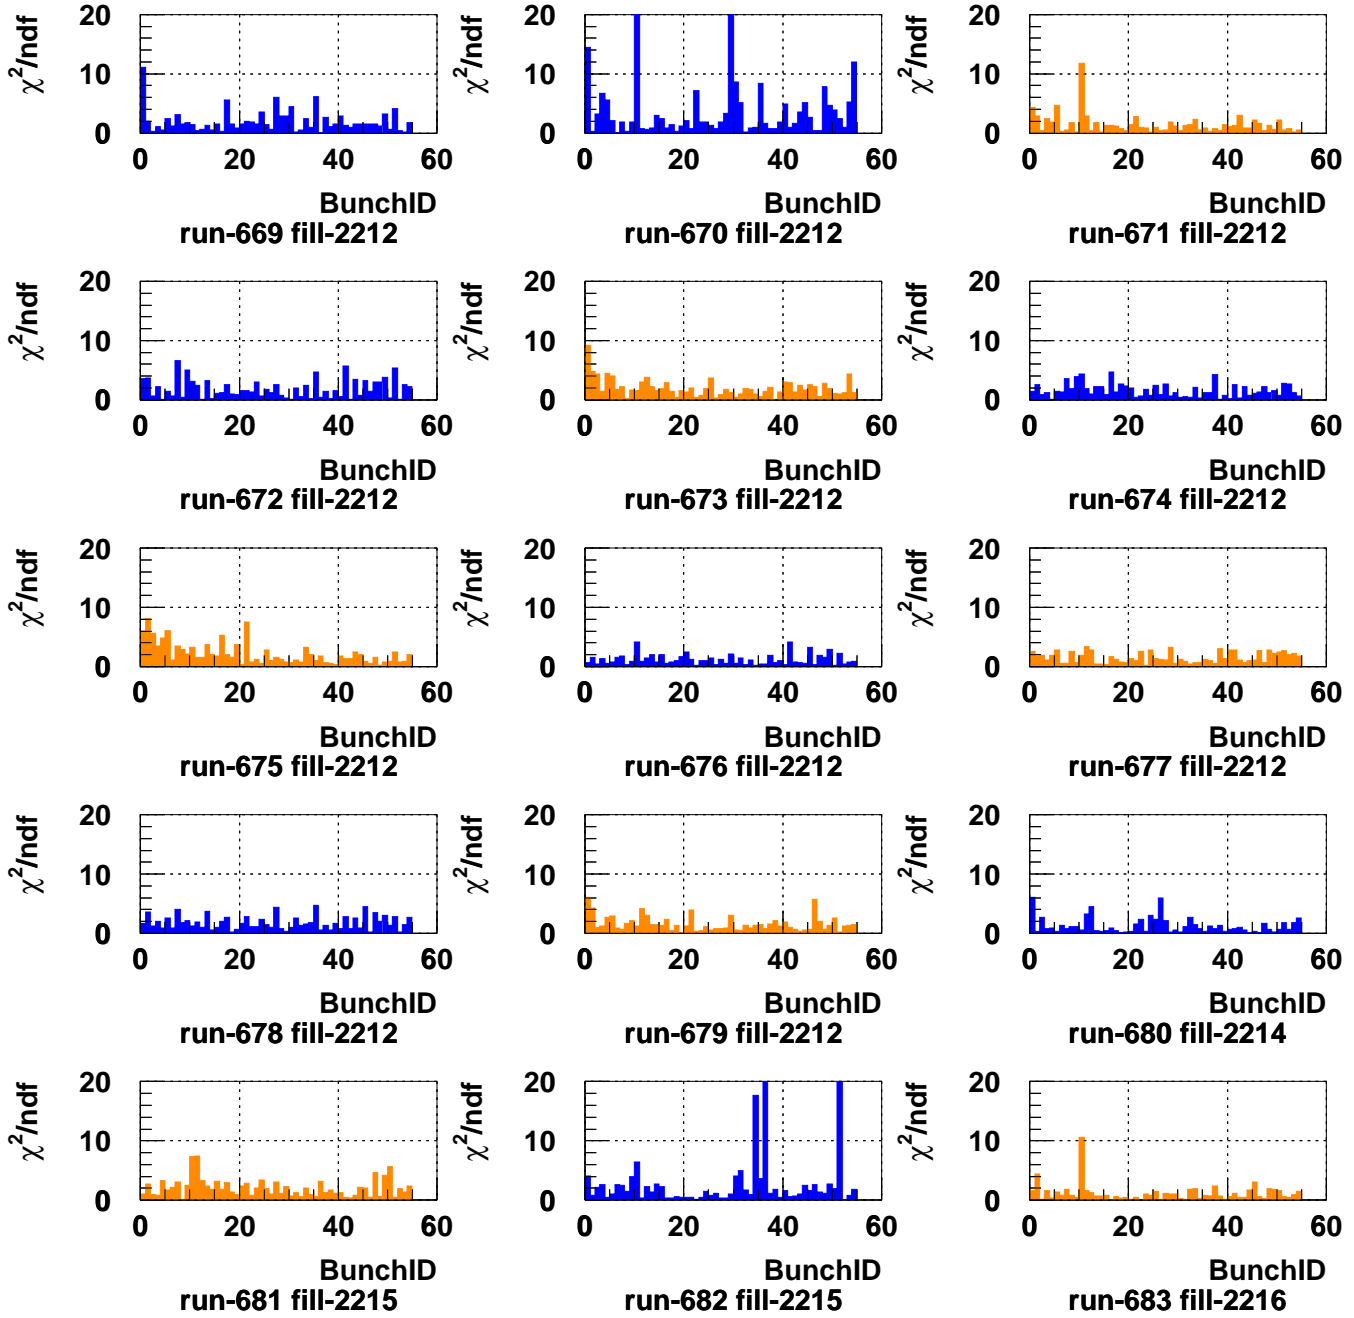 χ²/ndf
20
10
0
0 20 40 60
BunchID
run-669 fill-2212
χ²/ndf
20
10
0
0 20 40 60
BunchID
run-670 fill-2212
χ²/ndf
20
10
0
0 20 40 60
BunchID
run-671 fill-2212
χ²/ndf
20
10
0
0 20 40 60
BunchID
run-672 fill-2212
χ²/ndf
20
10
0
0 20 40 60
BunchID
run-673 fill-2212
χ²/ndf
20
10
0
0 20 40 60
BunchID
run-674 fill-2212
χ²/ndf
20
10
0
0 20 40 60
BunchID
run-675 fill-2212
χ²/ndf
20
10
0
0 20 40 60
BunchID
run-676 fill-2212
χ²/ndf
20
10
0
0 20 40 60
BunchID
run-677 fill-2212
χ²/ndf
20
10
0
0 20 40 60
BunchID
run-678 fill-2212
χ²/ndf
20
10
0
0 20 40 60
BunchID
run-679 fill-2212
χ²/ndf
20
10
0
0 20 40 60
BunchID
run-680 fill-2214
χ²/ndf
20
10
0
0 20 40 60
BunchID
run-681 fill-2215
χ²/ndf
20
10
0
0 20 40 60
BunchID
run-682 fill-2215
χ²/ndf
20
10
0
0 20 40 60
BunchID
run-683 fill-2216